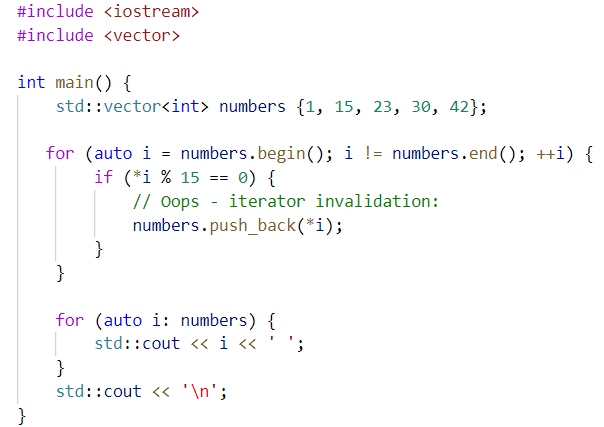 #include <iostream>
#include <vector>

int main() {
    std::vector<int> numbers {1, 15, 23, 30, 42};

   for (auto i = numbers.begin(); i != numbers.end(); ++i) {
        if (*i % 15 == 0) {
            // Oops - iterator invalidation:
            numbers.push_back(*i);
        }
    }

    for (auto i: numbers) {
        std::cout << i << ' ';
    }
    std::cout << '\n';
}